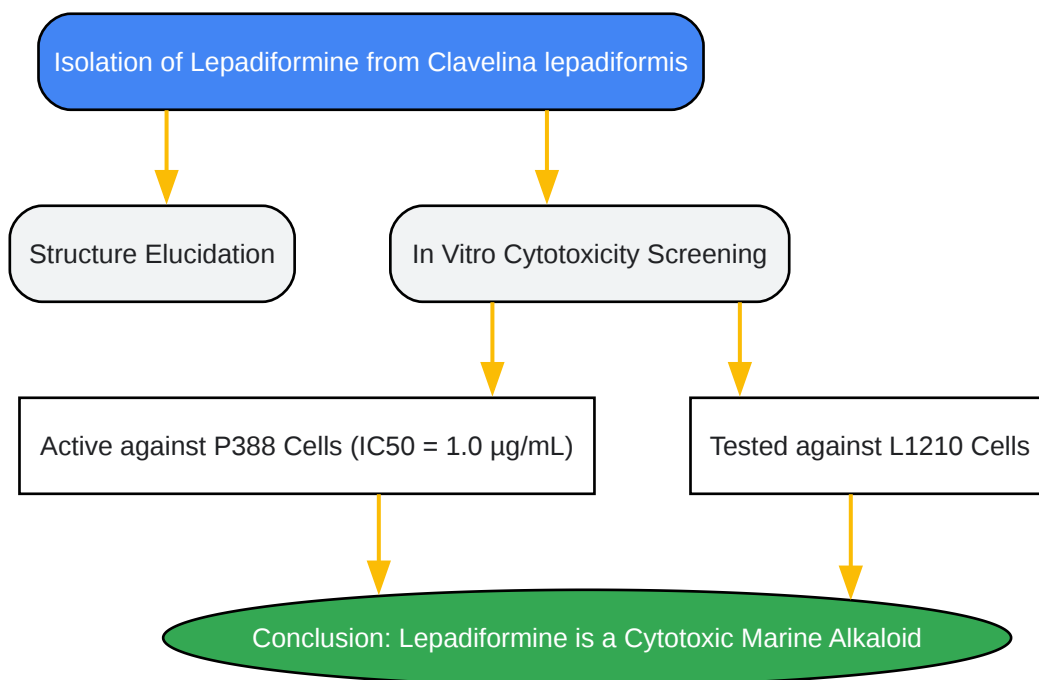 Isolation of Lepadiformine from Clavelina lepadiformis
Structure Elucidation
In Vitro Cytotoxicity Screening
Active against P388 Cells (IC50 = 1.0 µg/mL)
Tested against L1210 Cells
Conclusion: Lepadiformine is a Cytotoxic Marine Alkaloid